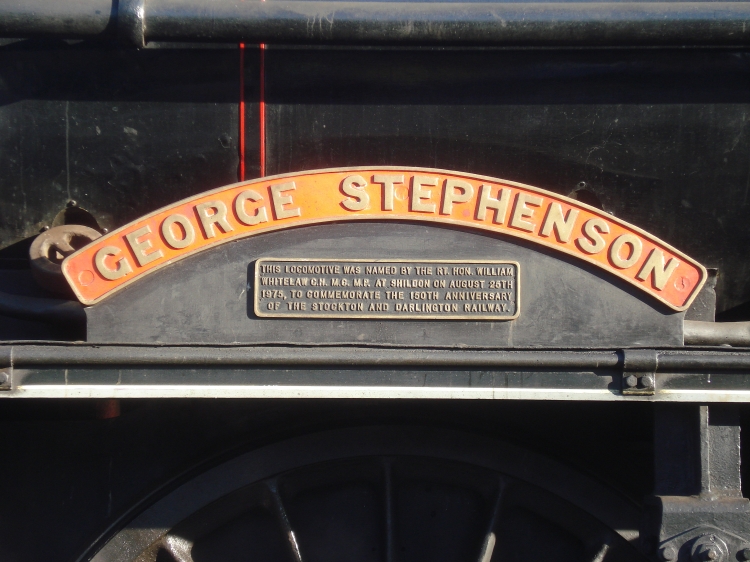 GEORGE STEPHENSON
THIS LOCOMOTIVE WAS NAMED BY THE RT. HON. WILLIAM
WHITELAW C.H. M.C. M.P. AT SHILDON ON AUGUST 25TH
1975, TO COMMEMORATE THE 150TH ANNIVERSARY
OF THE STOCKTON AND DARLINGTON RAILWAY.